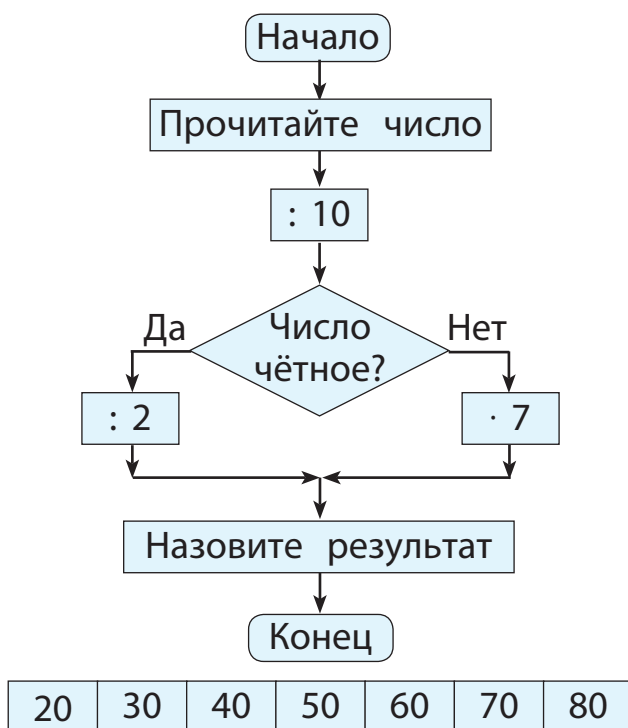 Начало
Прочитайте число
: 10
Да
Число
чётное?
Нет
: 2
· 7
Назовите результат
Конец
20 30 40 50 60 70 80